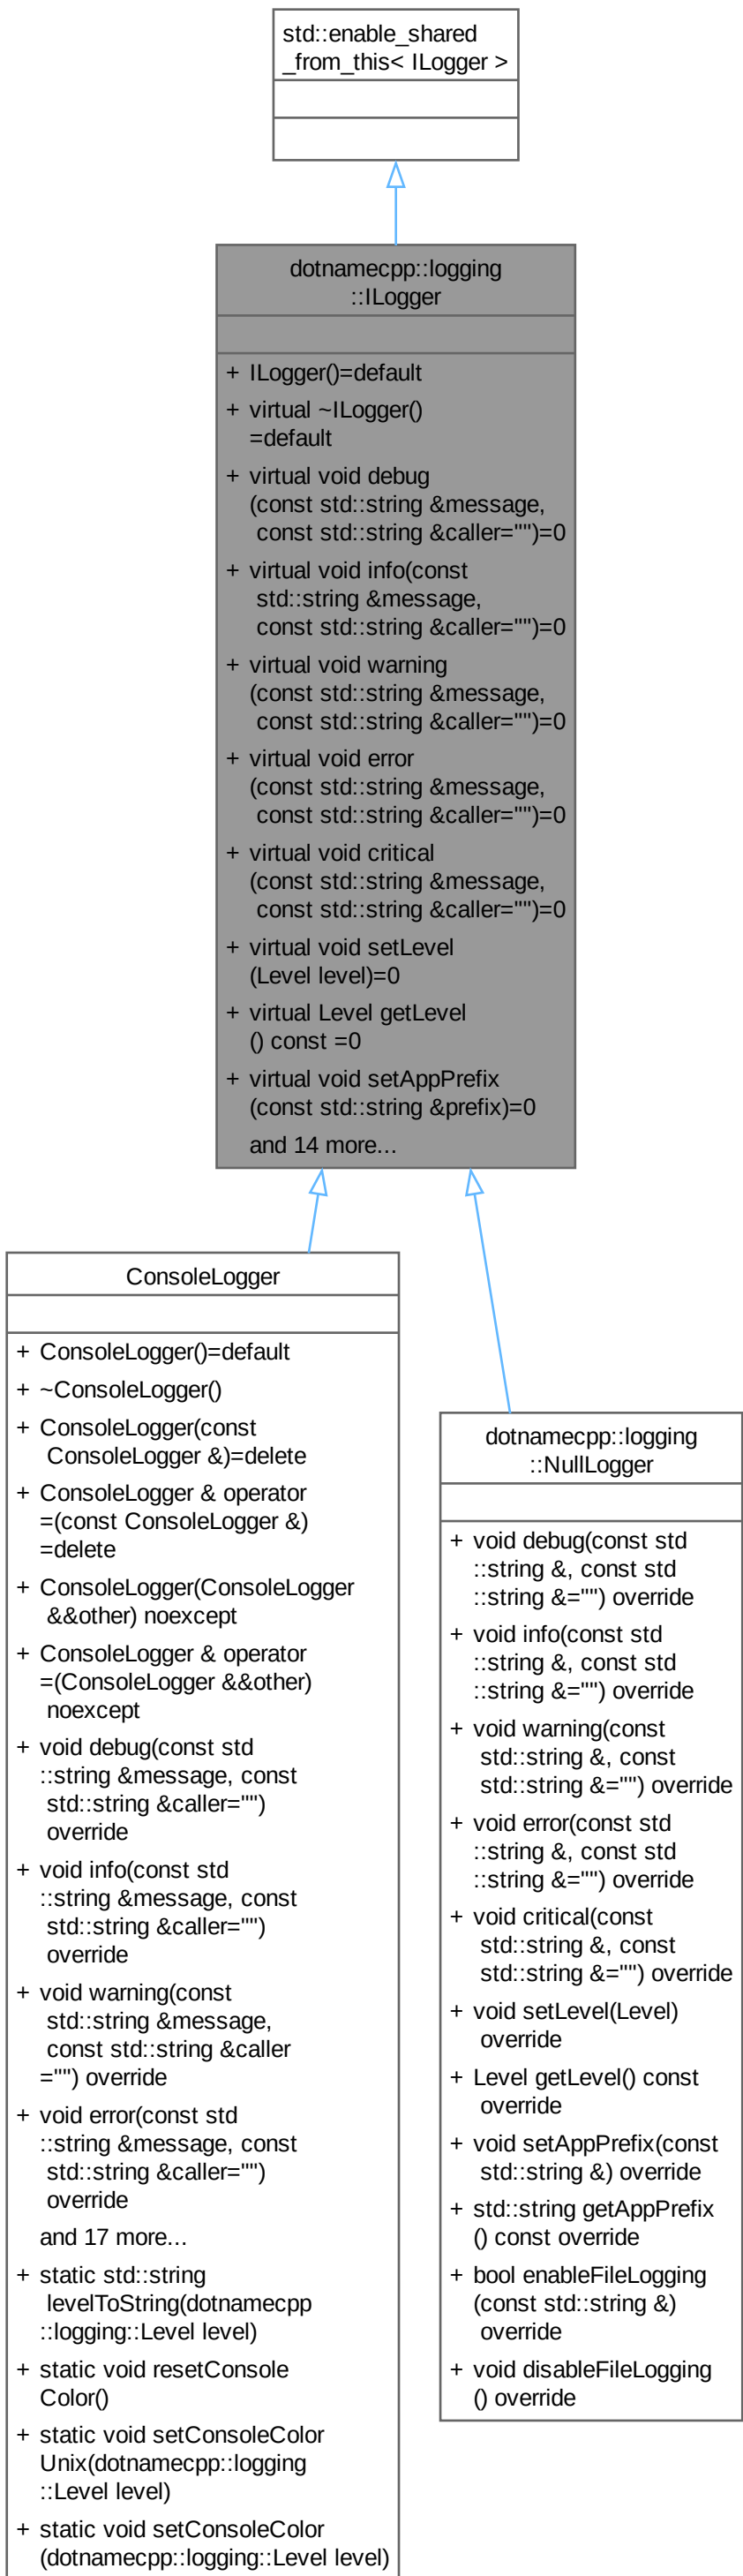 std::enable_shared
_from_this< ILogger >
dotnamecpp::logging
::ILogger
+ ILogger()=default
+ virtual ~ILogger()
=default
+ virtual void debug
(const std::string &message,
const std::string &caller="")=0
+ virtual void info(const
std::string &message,
const std::string &caller="")=0
+ virtual void warning
(const std::string &message,
const std::string &caller="")=0
+ virtual void error
(const std::string &message,
const std::string &caller="")=0
+ virtual void critical
(const std::string &message,
const std::string &caller="")=0
+ virtual void setLevel
(Level level)=0
+ virtual Level getLevel
() const =0
+ virtual void setAppPrefix
(const std::string &prefix)=0
and 14 more...
ConsoleLogger
+ ConsoleLogger()=default
+ ~ConsoleLogger()
+ ConsoleLogger(const
ConsoleLogger &)=delete
+ ConsoleLogger & operator
=(const ConsoleLogger &)
=delete
+ ConsoleLogger(ConsoleLogger
&&other) noexcept
+ ConsoleLogger & operator
=(ConsoleLogger &&other)
noexcept
+ void debug(const std
::string &message, const
std::string &caller="")
override
+ void info(const std
::string &message, const
std::string &caller="")
override
+ void warning(const
std::string &message,
const std::string &caller
="") override
+ void error(const std
::string &message, const
std::string &caller="")
override
and 17 more...
+ static std::string
levelToString(dotnamecpp
::logging::Level level)
+ static void resetConsole
Color()
+ static void setConsoleColor
Unix(dotnamecpp::logging
::Level level)
+ static void setConsoleColor
(dotnamecpp::logging::Level level)
dotnamecpp::logging
::NullLogger
+ void debug(const std
::string &, const std
::string &="") override
+ void info(const std
::string &, const std
::string &="") override
+ void warning(const
std::string &, const
std::string &="") override
+ void error(const std
::string &, const std
::string &="") override
+ void critical(const
std::string &, const
std::string &="") override
+ void setLevel(Level)
override
+ Level getLevel() const
override
+ void setAppPrefix(const
std::string &) override
+ std::string getAppPrefix
() const override
+ bool enableFileLogging
(const std::string &)
override
+ void disableFileLogging
() override